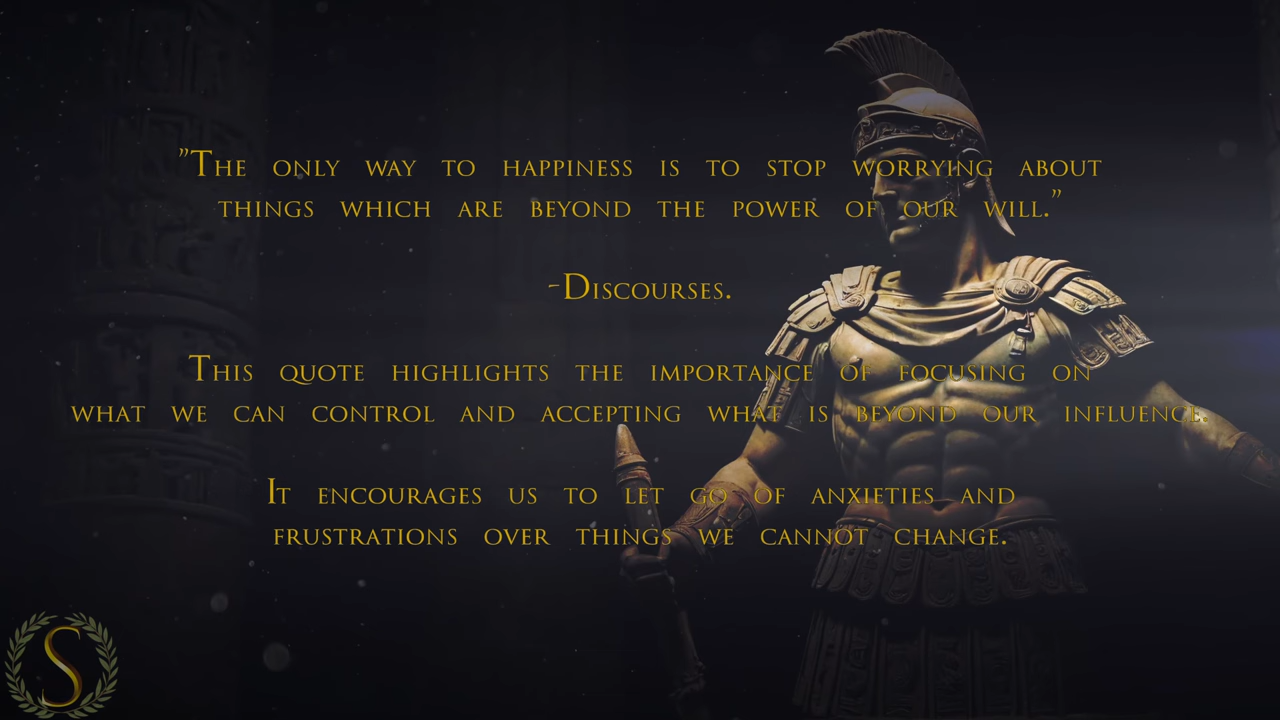 "The only way to happiness is to stop worrying about
things which are beyond the power of our will."
-Discourses.
This quote highlights the importance of focusing on
what we can control and accepting what is beyond our influence.
It encourages us to let go of anxieties and
frustrations over things we cannot change.
S